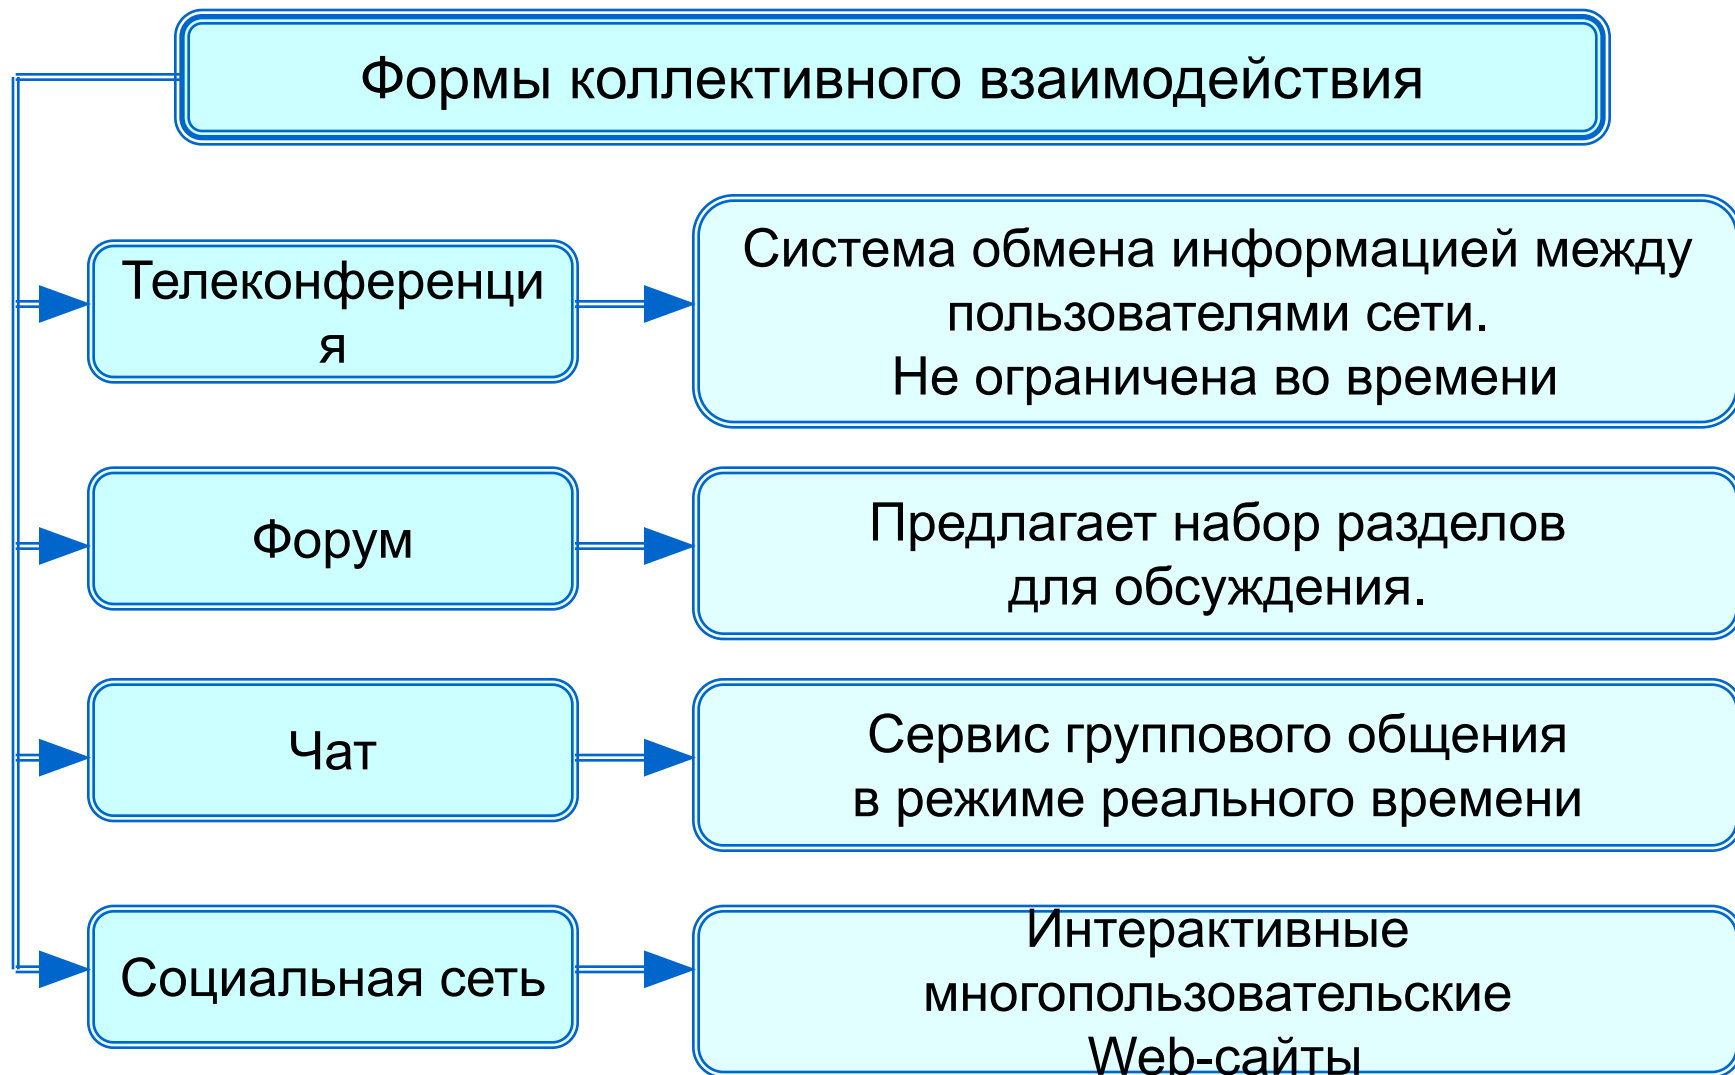 Формы коллективного взаимодействия
Телеконференци
я
Система обмена информацией между
пользователями сети.
Не ограничена во времени
Форум
Предлагает набор разделов
для обсуждения.
Чат
Сервис группового общения
в режиме реального времени
Социальная сеть
Интерактивные
многопользовательские
Web-сайты